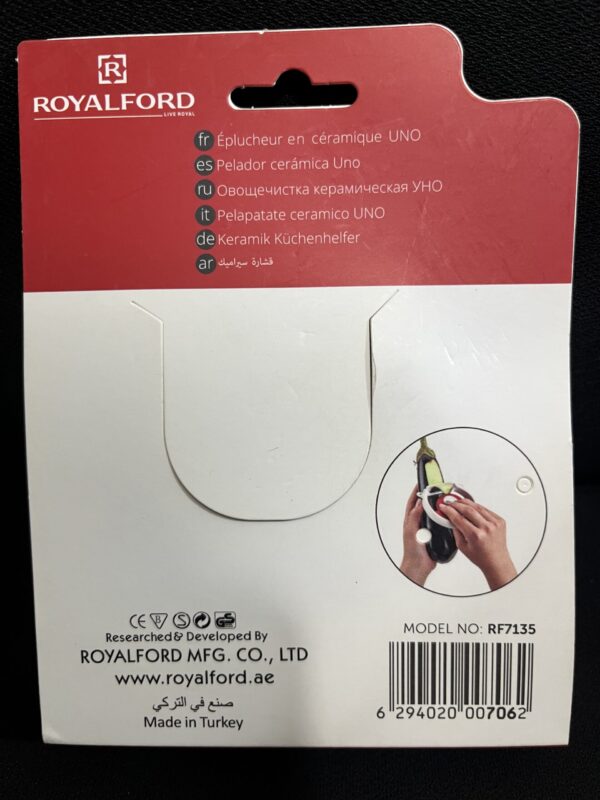 R
ROYALFORD
LIVE ROYAL
fr Éplucheur en céramique UNO
es Pelador cerámica Uno
ru Овощечистка керамическая УНО
it Pelapatate ceramico UNO
de Keramik Küchenhelfer
ar قشارة سيراميك
CE
Researched & Developed By
ROYALFORD MFG. CO., LTD
www.royalford.ae
صنع في التركي
Made in Turkey
MODEL NO: RF7135
6 294020 007062